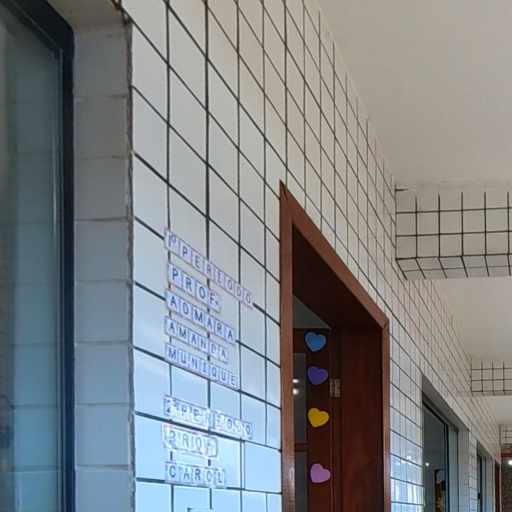 1º PERÍODO
PROF.
ADMARA
AMANDA
MUNIQUE
2º PERÍODO
PROF
CAROL